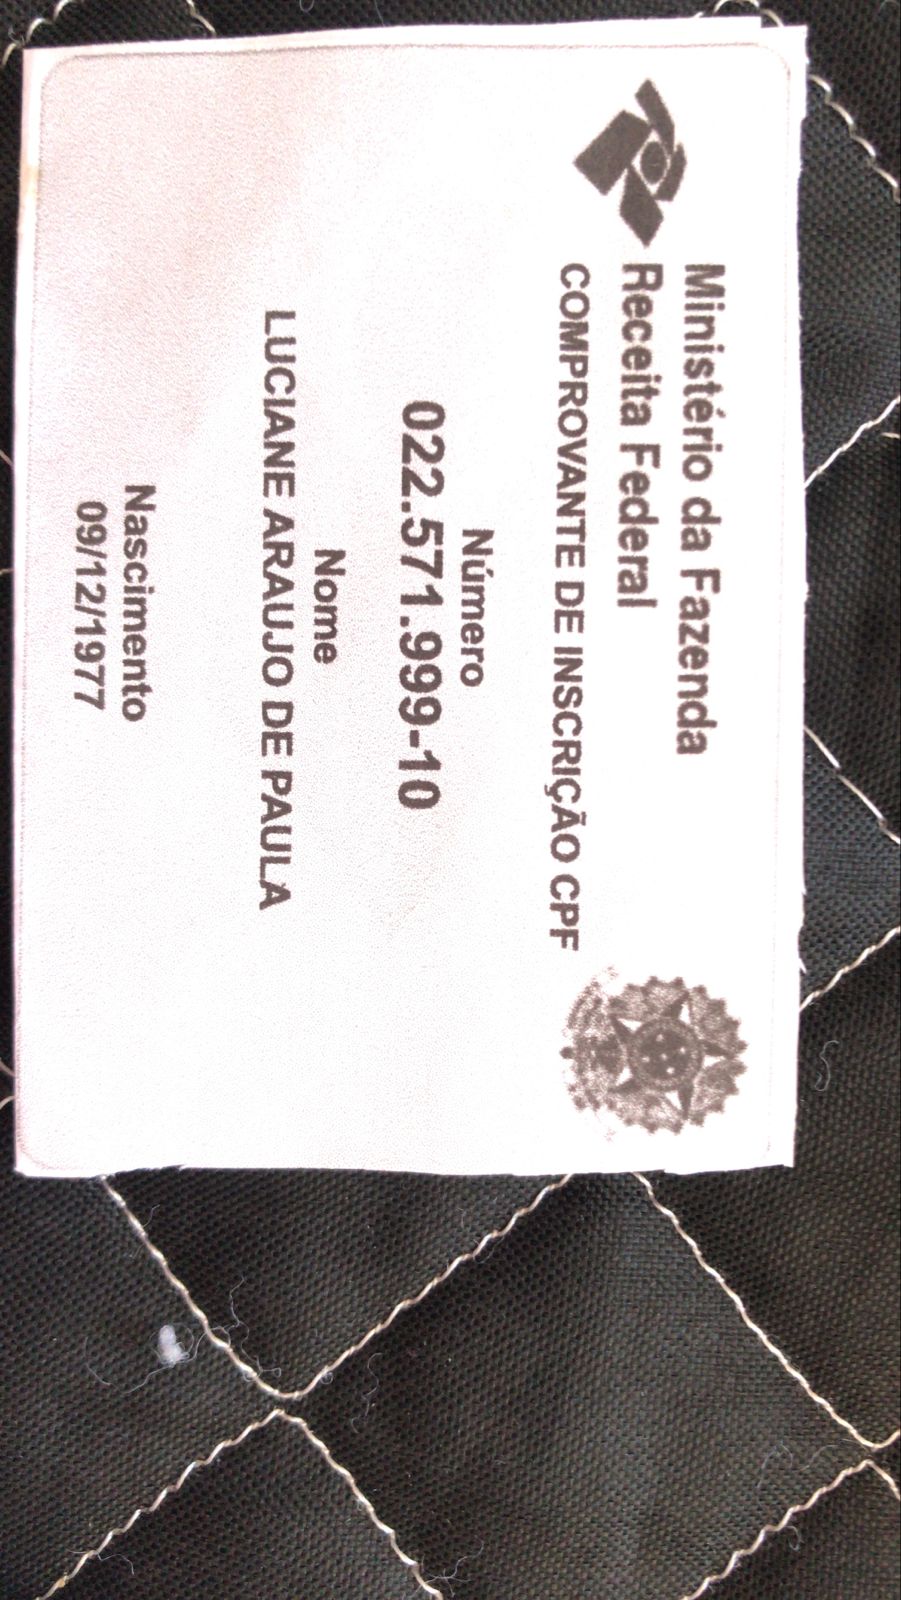 Ministério da Fazenda
Receita Federal
COMPROVANTE DE INSCRIÇÃO CPF
Número
022.571.999-10
Nome
LUCIANE ARAUJO DE PAULA
Nascimento
09/12/1977